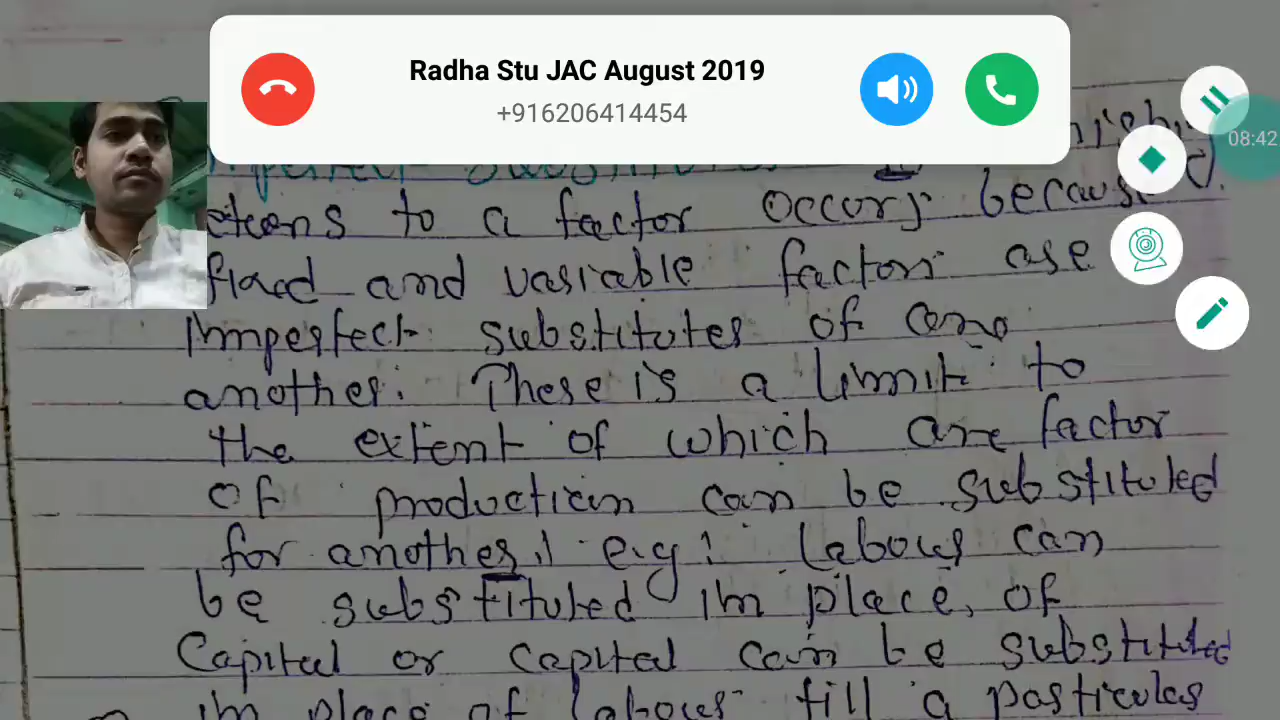 Radha Stu JAC August 2019
+916206414454
08:42
to a factor occurs because
fixed and variable factors are
imperfect substitutes of one
another. There is a limit to
the extent of which one factor
of production can be substituted
for another. e.g: Labour can
be substituted in place, of
Capital or capital can be substituted
in place of labour till a particular